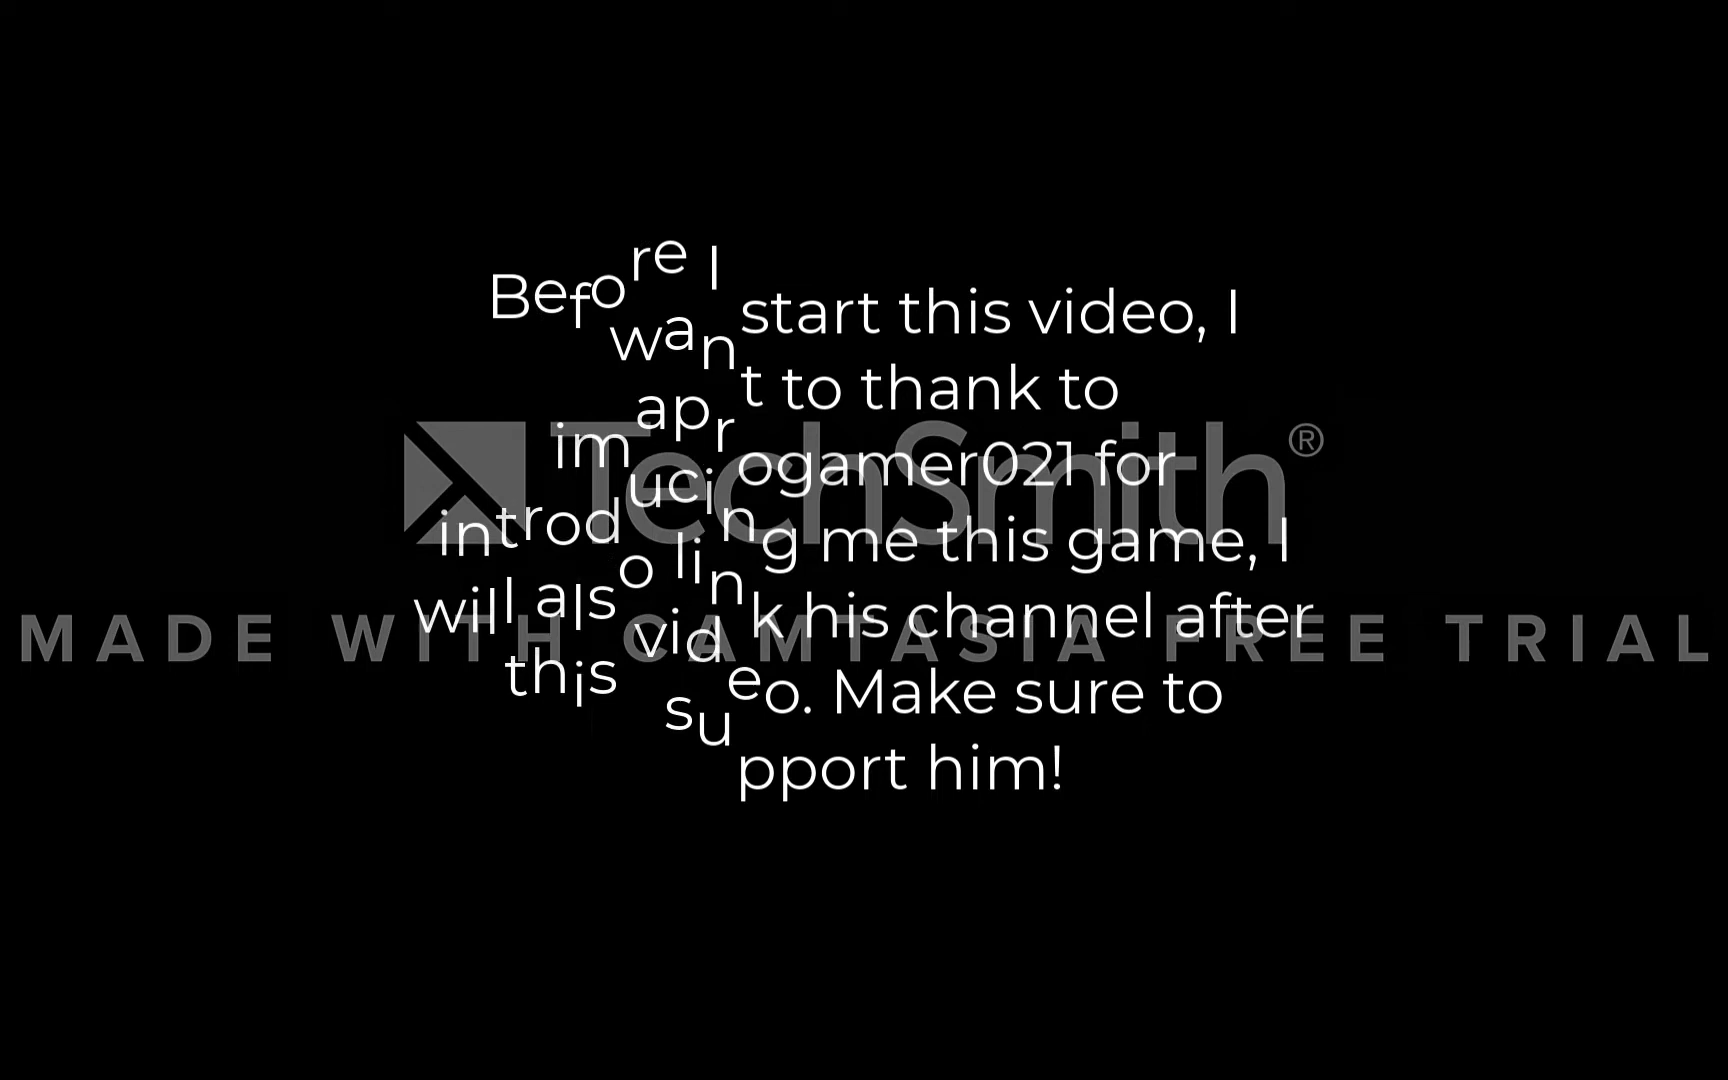 Before I start this video, I
want to thank to
imaprogamer021 for
introducing me this game, I
will also link his channel after
this video. Make sure to
support him!
TechSmith®
MADE WITH CAMTASIA FREE TRIAL